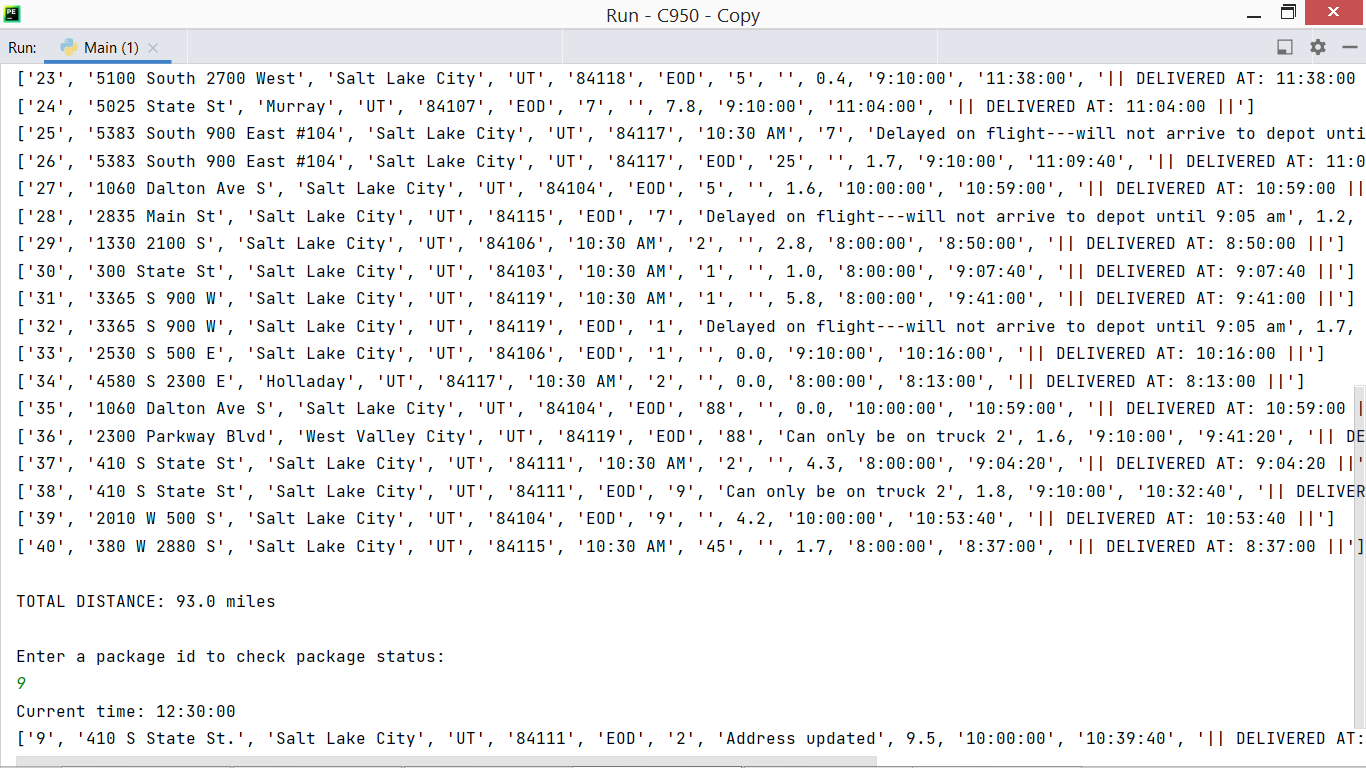 Run - C950 - Copy
Run: Main (1)
['23', '5100 South 2700 West', 'Salt Lake City', 'UT', '84118', 'EOD', '5', '', 0.4, '9:10:00', '11:38:00', '|| DELIVERED AT: 11:38:00
['24', '5025 State St', 'Murray', 'UT', '84107', 'EOD', '7', '', 7.8, '9:10:00', '11:04:00', '|| DELIVERED AT: 11:04:00 ||']
['25', '5383 South 900 East #104', 'Salt Lake City', 'UT', '84117', '10:30 AM', '7', 'Delayed on flight---will not arrive to depot unti
['26', '5383 South 900 East #104', 'Salt Lake City', 'UT', '84117', 'EOD', '25', '', 1.7, '9:10:00', '11:09:40', '|| DELIVERED AT: 11:0
['27', '1060 Dalton Ave S', 'Salt Lake City', 'UT', '84104', 'EOD', '5', '', 1.6, '10:00:00', '10:59:00', '|| DELIVERED AT: 10:59:00 ||
['28', '2835 Main St', 'Salt Lake City', 'UT', '84115', 'EOD', '7', 'Delayed on flight---will not arrive to depot until 9:05 am', 1.2,
['29', '1330 2100 S', 'Salt Lake City', 'UT', '84106', '10:30 AM', '2', '', 2.8, '8:00:00', '8:50:00', '|| DELIVERED AT: 8:50:00 ||']
['30', '300 State St', 'Salt Lake City', 'UT', '84103', '10:30 AM', '1', '', 1.0, '8:00:00', '9:07:40', '|| DELIVERED AT: 9:07:40 ||']
['31', '3365 S 900 W', 'Salt Lake City', 'UT', '84119', '10:30 AM', '1', '', 5.8, '8:00:00', '9:41:00', '|| DELIVERED AT: 9:41:00 ||']
['32', '3365 S 900 W', 'Salt Lake City', 'UT', '84119', 'EOD', '1', 'Delayed on flight---will not arrive to depot until 9:05 am', 1.7,
['33', '2530 S 500 E', 'Salt Lake City', 'UT', '84106', 'EOD', '1', '', 0.0, '9:10:00', '10:16:00', '|| DELIVERED AT: 10:16:00 ||']
['34', '4580 S 2300 E', 'Holladay', 'UT', '84117', '10:30 AM', '2', '', 0.0, '8:00:00', '8:13:00', '|| DELIVERED AT: 8:13:00 ||']
['35', '1060 Dalton Ave S', 'Salt Lake City', 'UT', '84104', 'EOD', '88', '', 0.0, '10:00:00', '10:59:00', '|| DELIVERED AT: 10:59:00 |
['36', '2300 Parkway Blvd', 'West Valley City', 'UT', '84119', 'EOD', '88', 'Can only be on truck 2', 1.6, '9:10:00', '9:41:20', '|| DE
['37', '410 S State St', 'Salt Lake City', 'UT', '84111', '10:30 AM', '2', '', 4.3, '8:00:00', '9:04:20', '|| DELIVERED AT: 9:04:20 ||'
['38', '410 S State St', 'Salt Lake City', 'UT', '84111', 'EOD', '9', 'Can only be on truck 2', 1.8, '9:10:00', '10:32:40', '|| DELIVER
['39', '2010 W 500 S', 'Salt Lake City', 'UT', '84104', 'EOD', '9', '', 4.2, '10:00:00', '10:53:40', '|| DELIVERED AT: 10:53:40 ||']
['40', '380 W 2880 S', 'Salt Lake City', 'UT', '84115', '10:30 AM', '45', '', 1.7, '8:00:00', '8:37:00', '|| DELIVERED AT: 8:37:00 ||']
TOTAL DISTANCE: 93.0 miles
Enter a package id to check package status:
9
Current time: 12:30:00
['9', '410 S State St.', 'Salt Lake City', 'UT', '84111', 'EOD', '2', 'Address updated', 9.5, '10:00:00', '10:39:40', '|| DELIVERED AT: